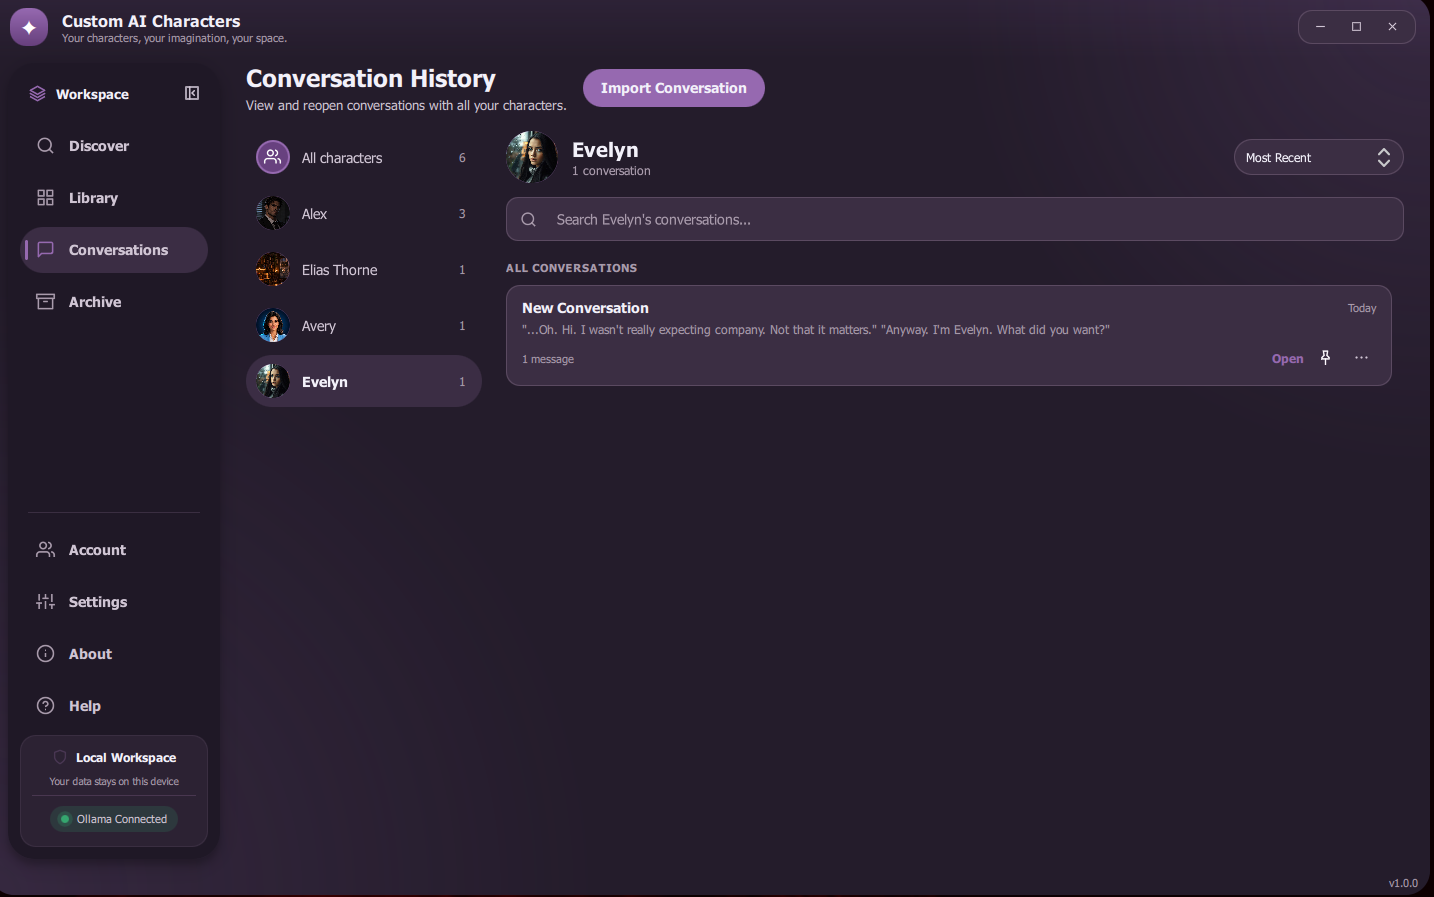 Custom AI Characters
Your characters, your imagination, your space.
Workspace
Discover
Library
Conversations
Archive
Account
Settings
About
Help
Local Workspace
Your data stays on this device
Ollama Connected
Conversation History
View and reopen conversations with all your characters.
Import Conversation
All characters 6
Alex 3
Elias Thorne 1
Avery 1
Evelyn 1
Evelyn
1 conversation
Most Recent
Search Evelyn's conversations...
ALL CONVERSATIONS
New Conversation
Today
"...Oh. Hi. I wasn't really expecting company. Not that it matters." "Anyway. I'm Evelyn. What did you want?"
1 message
Open
v1.0.0